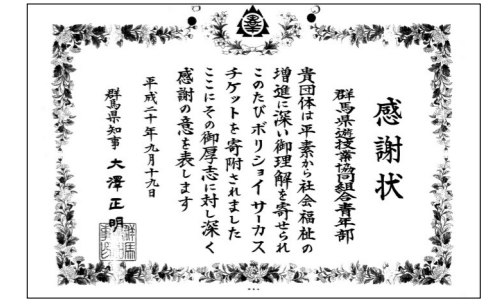 感謝状
群馬県遊技業協同組合青年部
貴団体は平素から社会福祉の
増進に深い御理解を寄せられ
このたびボリショイサーカス
チケットを寄附されました
ここにその御厚志に対し深く
感謝の意を表します
平成二十年九月十九日
群馬県知事 大澤正明